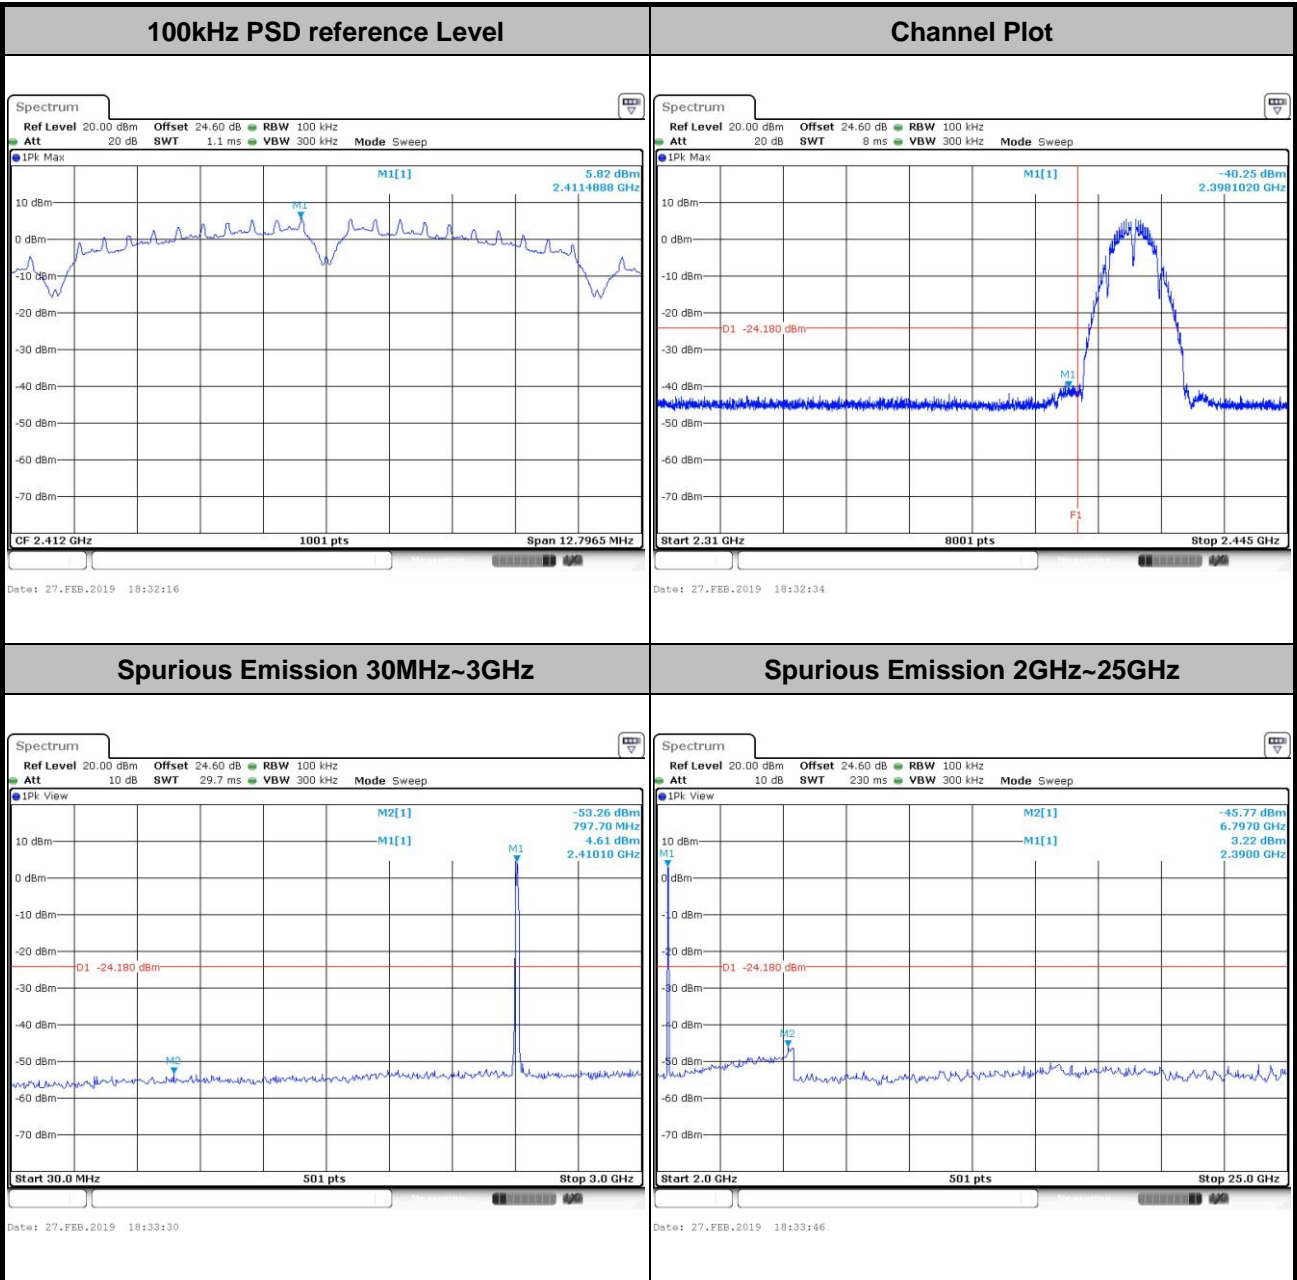 100kHz PSD reference Level
Channel Plot
Spectrum
Ref Level 20.00 dBm Offset 24.60 dB RBW 100 kHz
Att 20 dB SWT 1.1 ms VBW 300 kHz Mode Sweep
1Pk Max
M1[1] 5.82 dBm
2.4114888 GHz
M1
10 dBm
0 dBm
-10 dBm
-20 dBm
-30 dBm
-40 dBm
-50 dBm
-60 dBm
-70 dBm
CF 2.412 GHz 1001 pts Span 12.7965 MHz
Date: 27.FEB.2019 18:32:16
Spectrum
Ref Level 20.00 dBm Offset 24.60 dB RBW 100 kHz
Att 20 dB SWT 8 ms VBW 300 kHz Mode Sweep
1Pk Max
M1[1] -40.25 dBm
2.3981020 GHz
10 dBm
0 dBm
-10 dBm
-20 dBm
D1 -24.180 dBm
-30 dBm
M1
-40 dBm
-50 dBm
-60 dBm
-70 dBm
F1
Start 2.31 GHz 8001 pts Stop 2.445 GHz
Date: 27.FEB.2019 18:32:34
Spurious Emission 30MHz~3GHz
Spurious Emission 2GHz~25GHz
Spectrum
Ref Level 20.00 dBm Offset 24.60 dB RBW 100 kHz
Att 10 dB SWT 29.7 ms VBW 300 kHz Mode Sweep
1Pk View
M2[1] -53.26 dBm
797.70 MHz
10 dBm M1[1] 4.61 dBm
M1 2.41010 GHz
0 dBm
-10 dBm
-20 dBm
D1 -24.180 dBm
-30 dBm
-40 dBm
-50 dBm
M2
-60 dBm
-70 dBm
Start 30.0 MHz 501 pts Stop 3.0 GHz
Date: 27.FEB.2019 18:33:30
Spectrum
Ref Level 20.00 dBm Offset 24.60 dB RBW 100 kHz
Att 10 dB SWT 230 ms VBW 300 kHz Mode Sweep
1Pk View
M2[1] -45.77 dBm
6.7970 GHz
10 dBm M1[1] 3.22 dBm
M1 2.3900 GHz
0 dBm
-10 dBm
-20 dBm
D1 -24.180 dBm
-30 dBm
-40 dBm
M2
-50 dBm
-60 dBm
-70 dBm
Start 2.0 GHz 501 pts Stop 25.0 GHz
Date: 27.FEB.2019 18:33:46